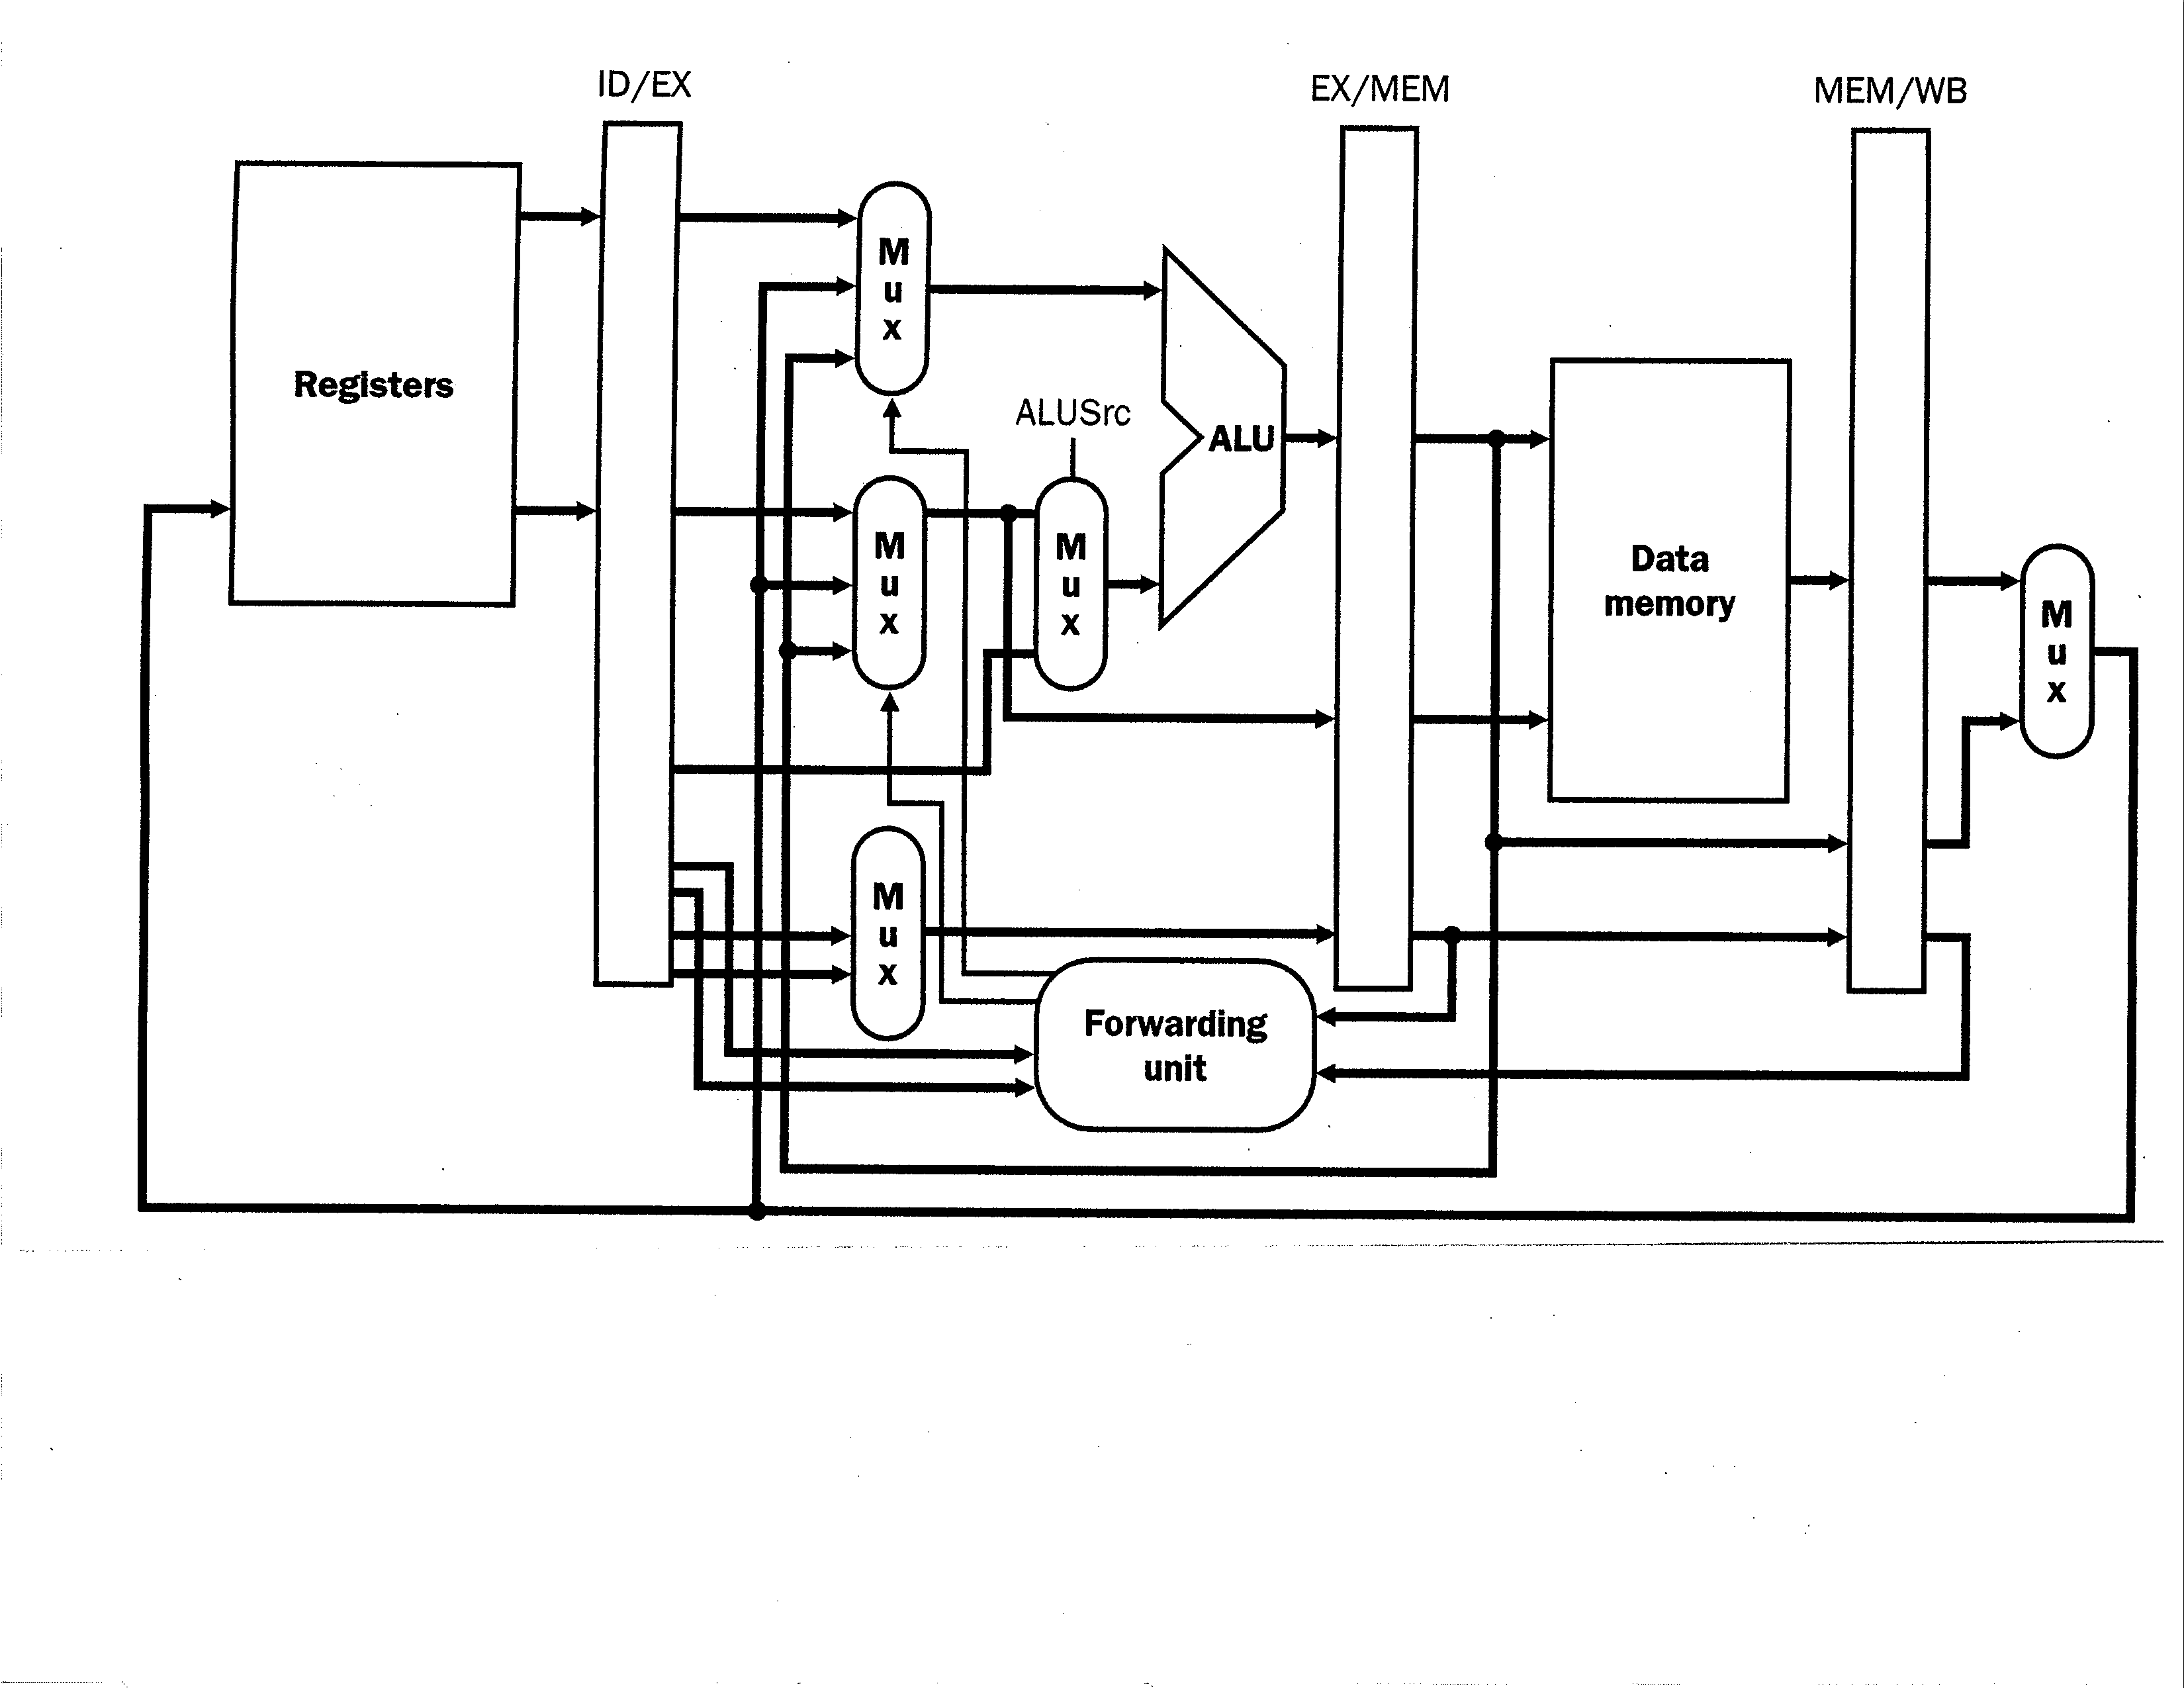 ID/EX
EX/MEM
MEM/WB
Registers
M
u
x
ALUSrc
ALU
M
u
x
M
u
x
Data
memory
M
u
x
M
u
x
Forwarding
unit